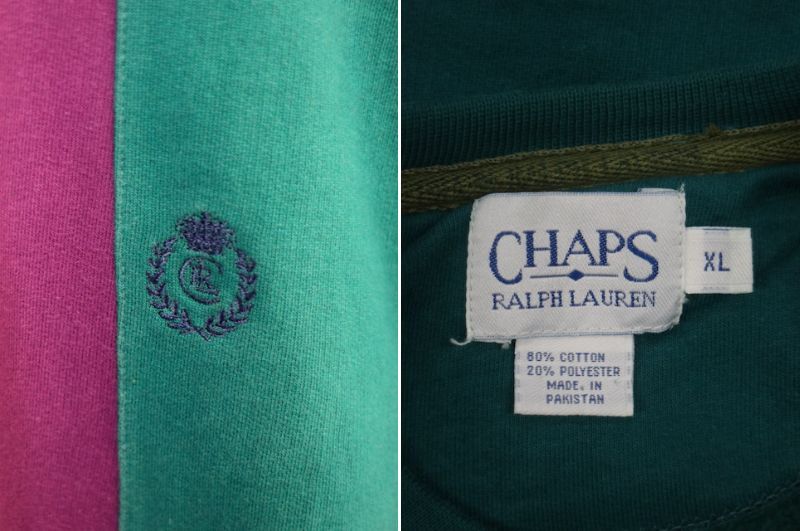 CHAPS
RALPH LAUREN
XL
80% COTTON
20% POLYESTER
MADE IN
PAKISTAN